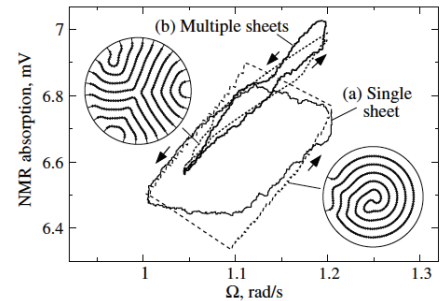 NMR absorption, mV
7
6.8
6.6
6.4
(b) Multiple sheets
(a) Single
sheet
1
1.1
1.2
1.3
Ω, rad/s